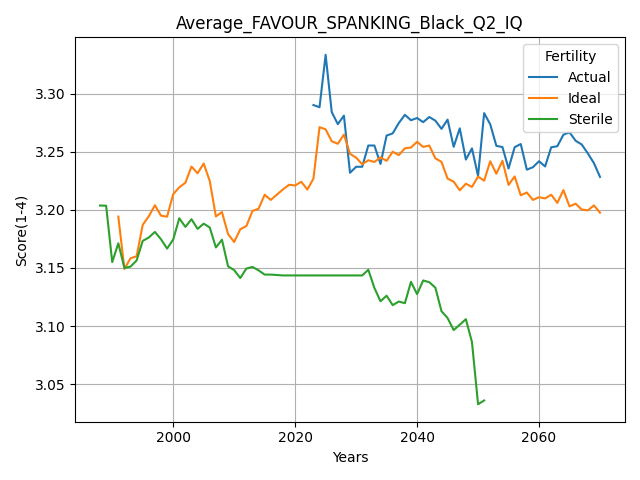 Average_FAVOUR_SPANKING_Black_Q2_IQ
Fertility
Actual
Ideal
Sterile
Score(1-4)
3.30
3.25
3.20
3.15
3.10
3.05
2000
2020
2040
2060
Years